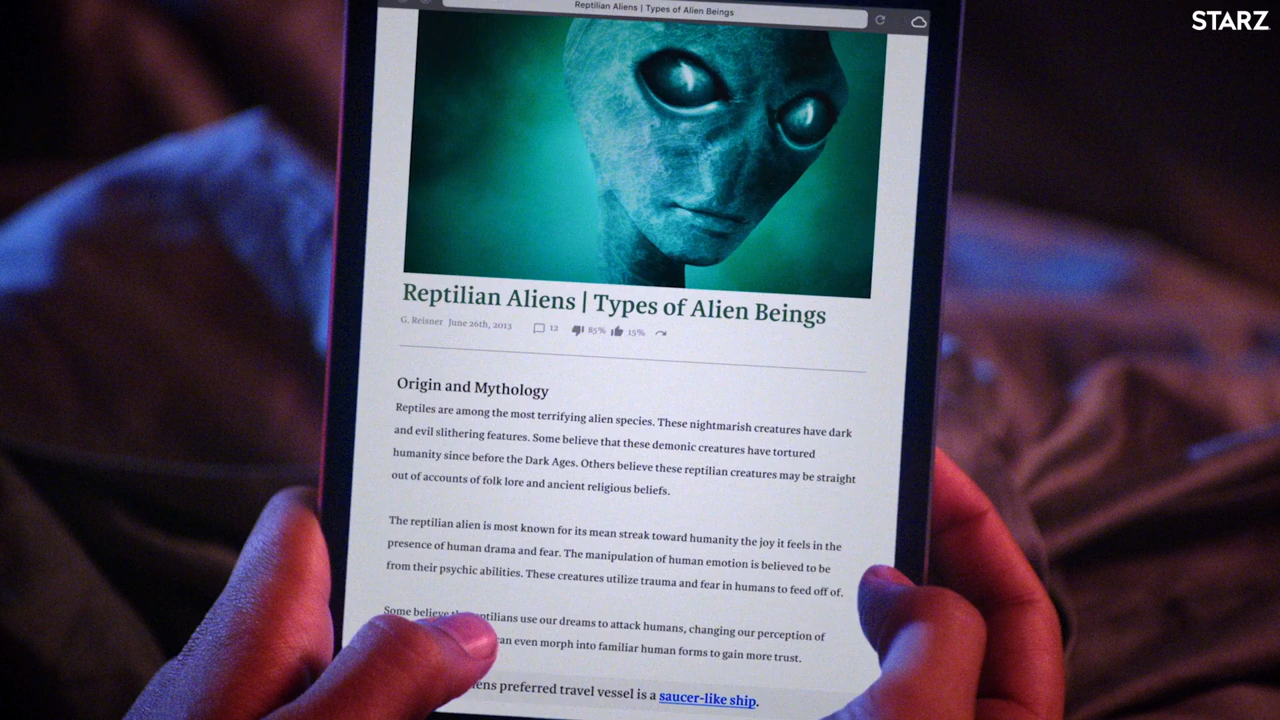 Reptilian Aliens | Types of Alien Beings
STARZ
Reptilian Aliens | Types of Alien Beings
G. Reisner June 26th, 2013 12 85% 15%
Origin and Mythology
Reptiles are among the most terrifying alien species. These nightmarish creatures have dark
and evil slithering features. Some believe that these demonic creatures have tortured
humanity since before the Dark Ages. Others believe these reptilian creatures may be straight
out of accounts of folk lore and ancient religious beliefs.
The reptilian alien is most known for its mean streak toward humanity the joy it feels in the
presence of human drama and fear. The manipulation of human emotion is believed to be
from their psychic abilities. These creatures utilize trauma and fear in humans to feed off of.
Some believe use our dreams to attack humans, changing our perception of
can even morph into familiar human forms to gain more trust.
preferred travel vessel is a saucer-like ship.